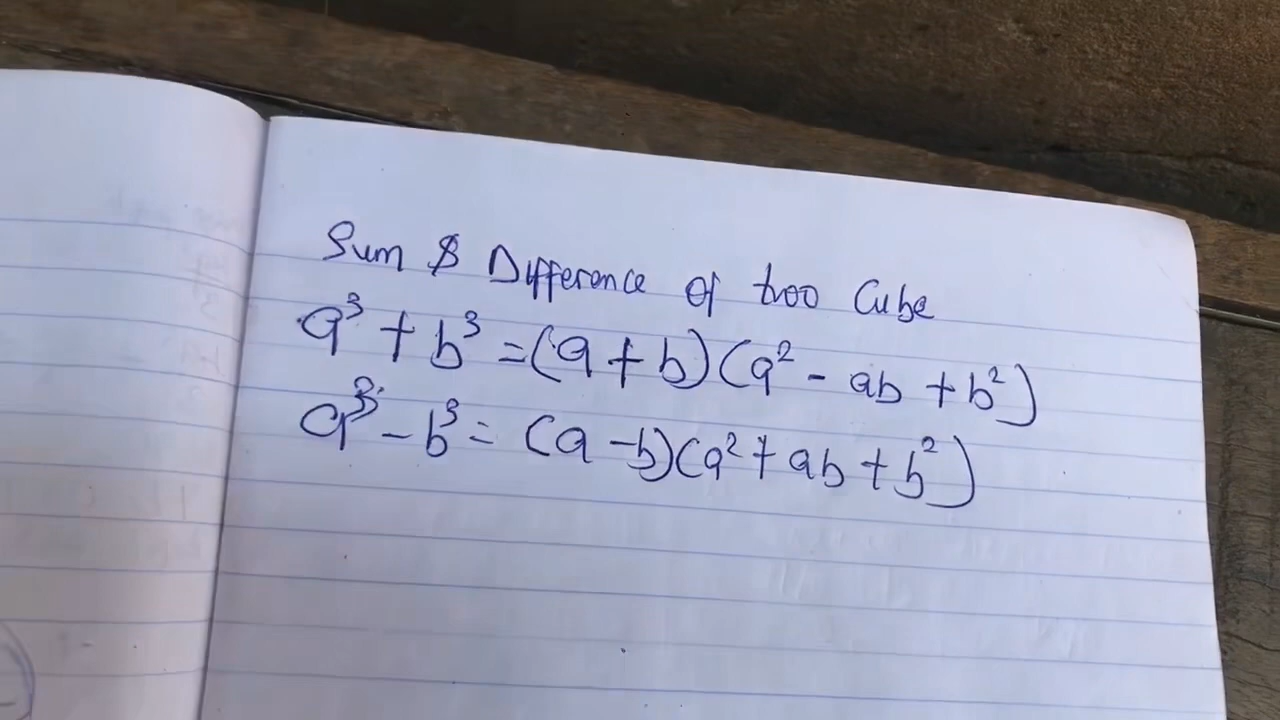 Sum & Difference of two Cube
a³ + b³ = (a + b)(a² - ab + b²)
a³ - b³ = (a - b)(a² + ab + b²)